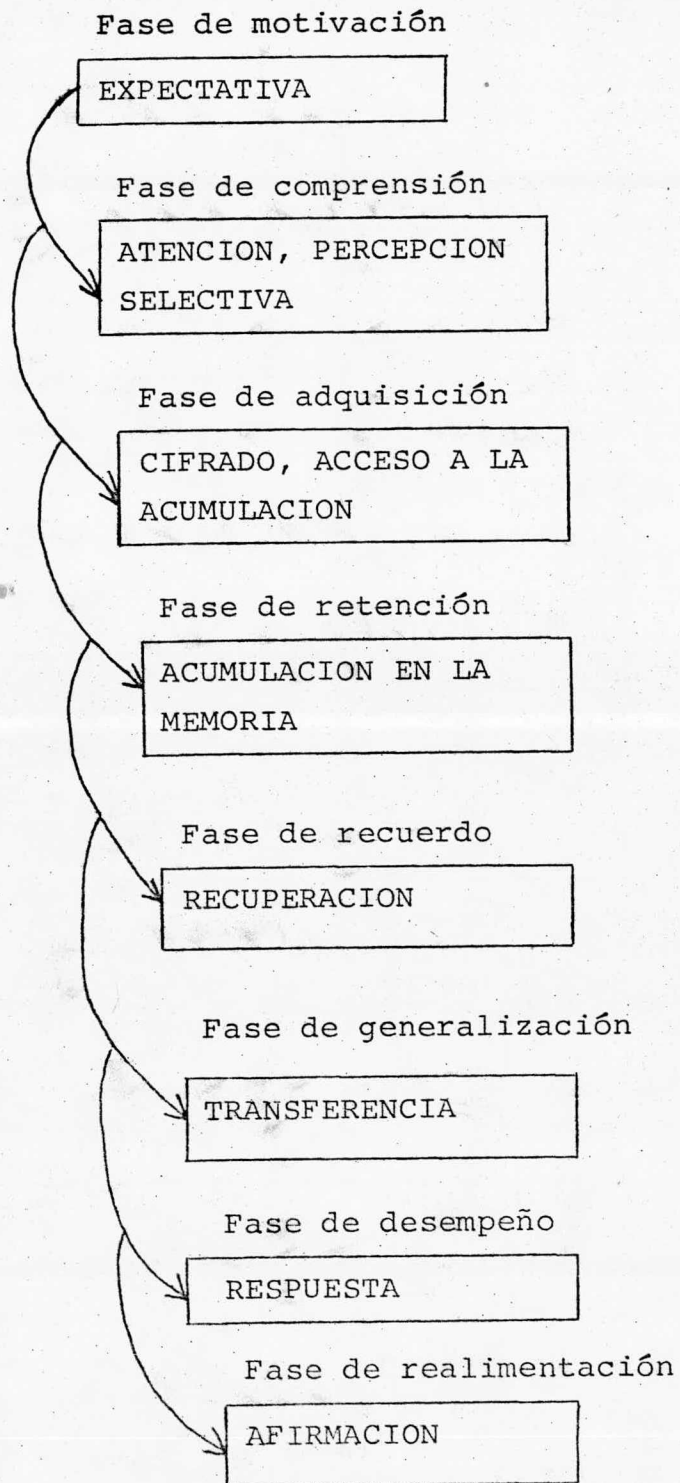 Fase de motivación
EXPECTATIVA
Fase de comprensión
ATENCION, PERCEPCION
SELECTIVA
Fase de adquisición
CIFRADO, ACCESO A LA
ACUMULACION
Fase de retención
ACUMULACION EN LA
MEMORIA
Fase de recuerdo
RECUPERACION
Fase de generalización
TRANSFERENCIA
Fase de desempeño
RESPUESTA
Fase de realimentación
AFIRMACION